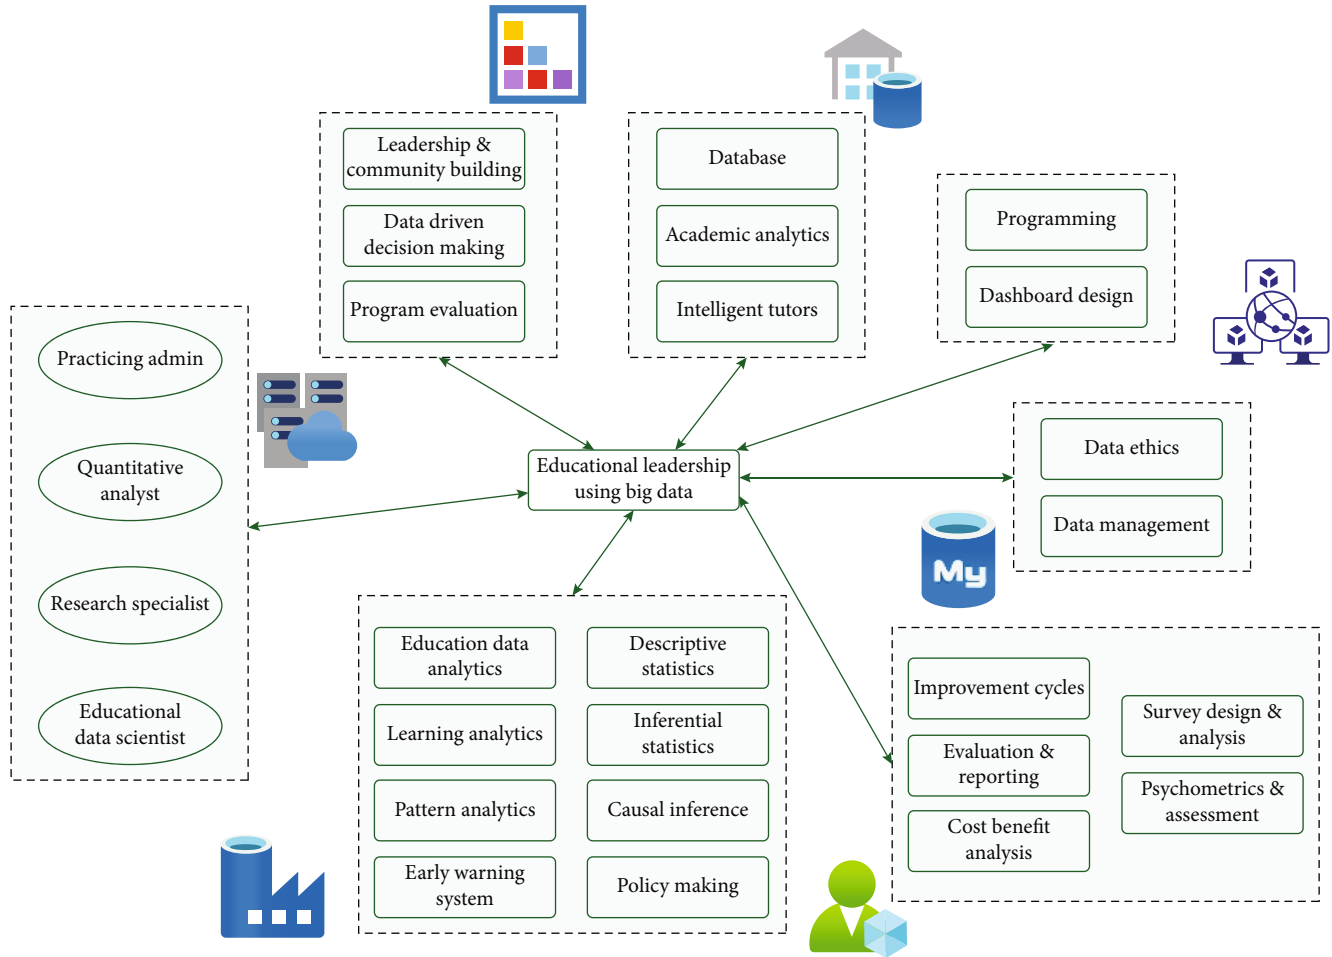 Leadership &
community building
Data driven
decision making
Program evaluation
Database
Academic analytics
Intelligent tutors
Programming
Dashboard design
Practicing admin
Quantitative
analyst
Research specialist
Educational
data scientist
Educational leadership
using big data
Data ethics
Data management
My
Education data
analytics
Learning analytics
Pattern analytics
Early warning
system
Descriptive
statistics
Inferential
statistics
Causal inference
Policy making
Improvement cycles
Evaluation &
reporting
Cost benefit
analysis
Survey design &
analysis
Psychometrics &
assessment